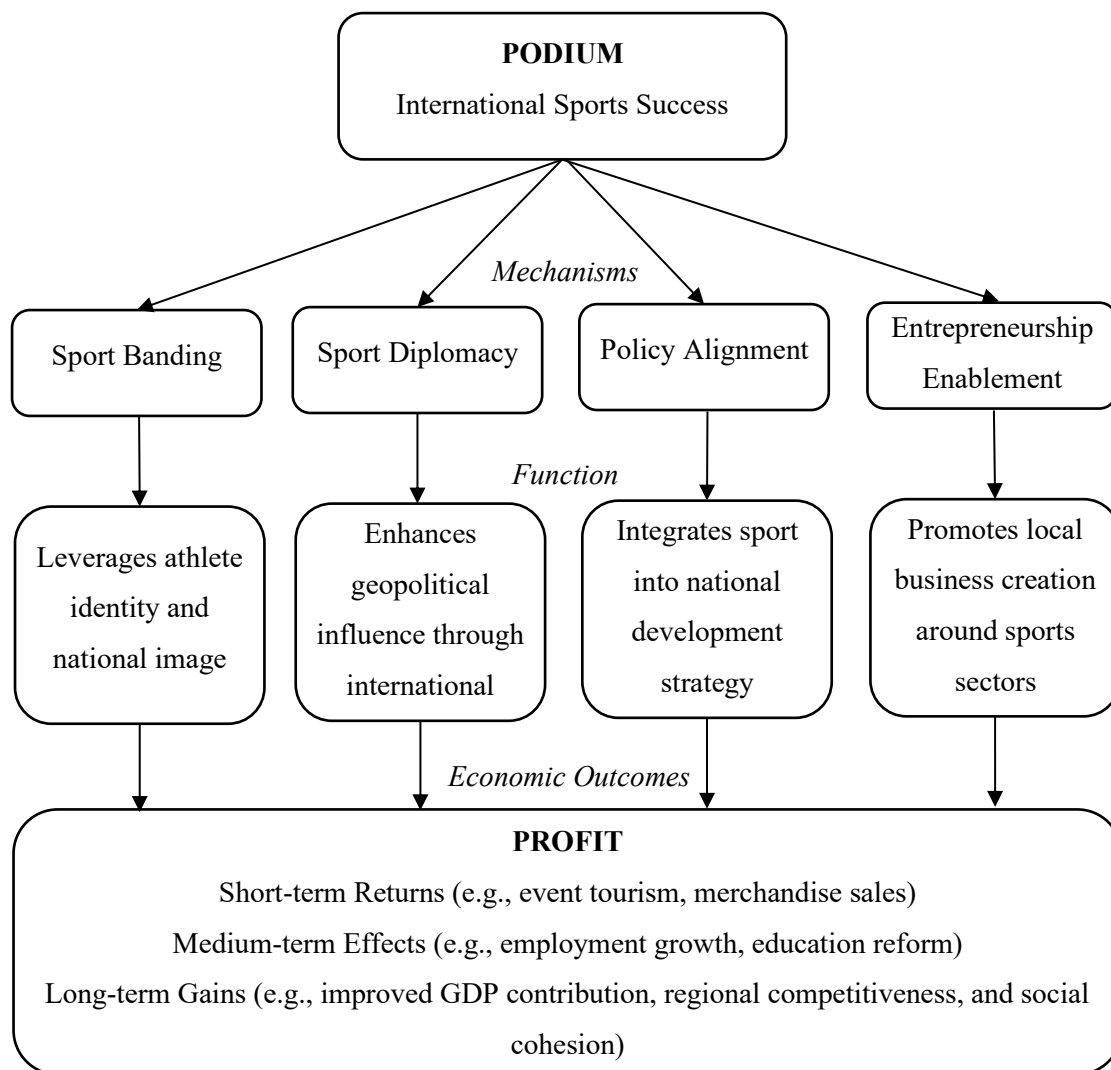 PODIUM
International Sports Success
Mechanisms
Sport Banding
Sport Diplomacy
Policy Alignment
Entrepreneurship
Enablement
Function
Leverages athlete
identity and
national image
Enhances
geopolitical
influence through
international
Integrates sport
into national
development
strategy
Promotes local
business creation
around sports
sectors
Economic Outcomes
PROFIT
Short-term Returns (e.g., event tourism, merchandise sales)
Medium-term Effects (e.g., employment growth, education reform)
Long-term Gains (e.g., improved GDP contribution, regional competitiveness, and social
cohesion)